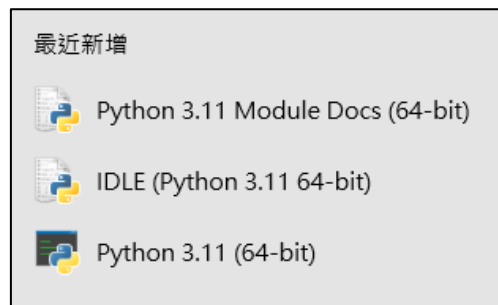 最近新增
Python 3.11 Module Docs (64-bit)
IDLE (Python 3.11 64-bit)
Python 3.11 (64-bit)